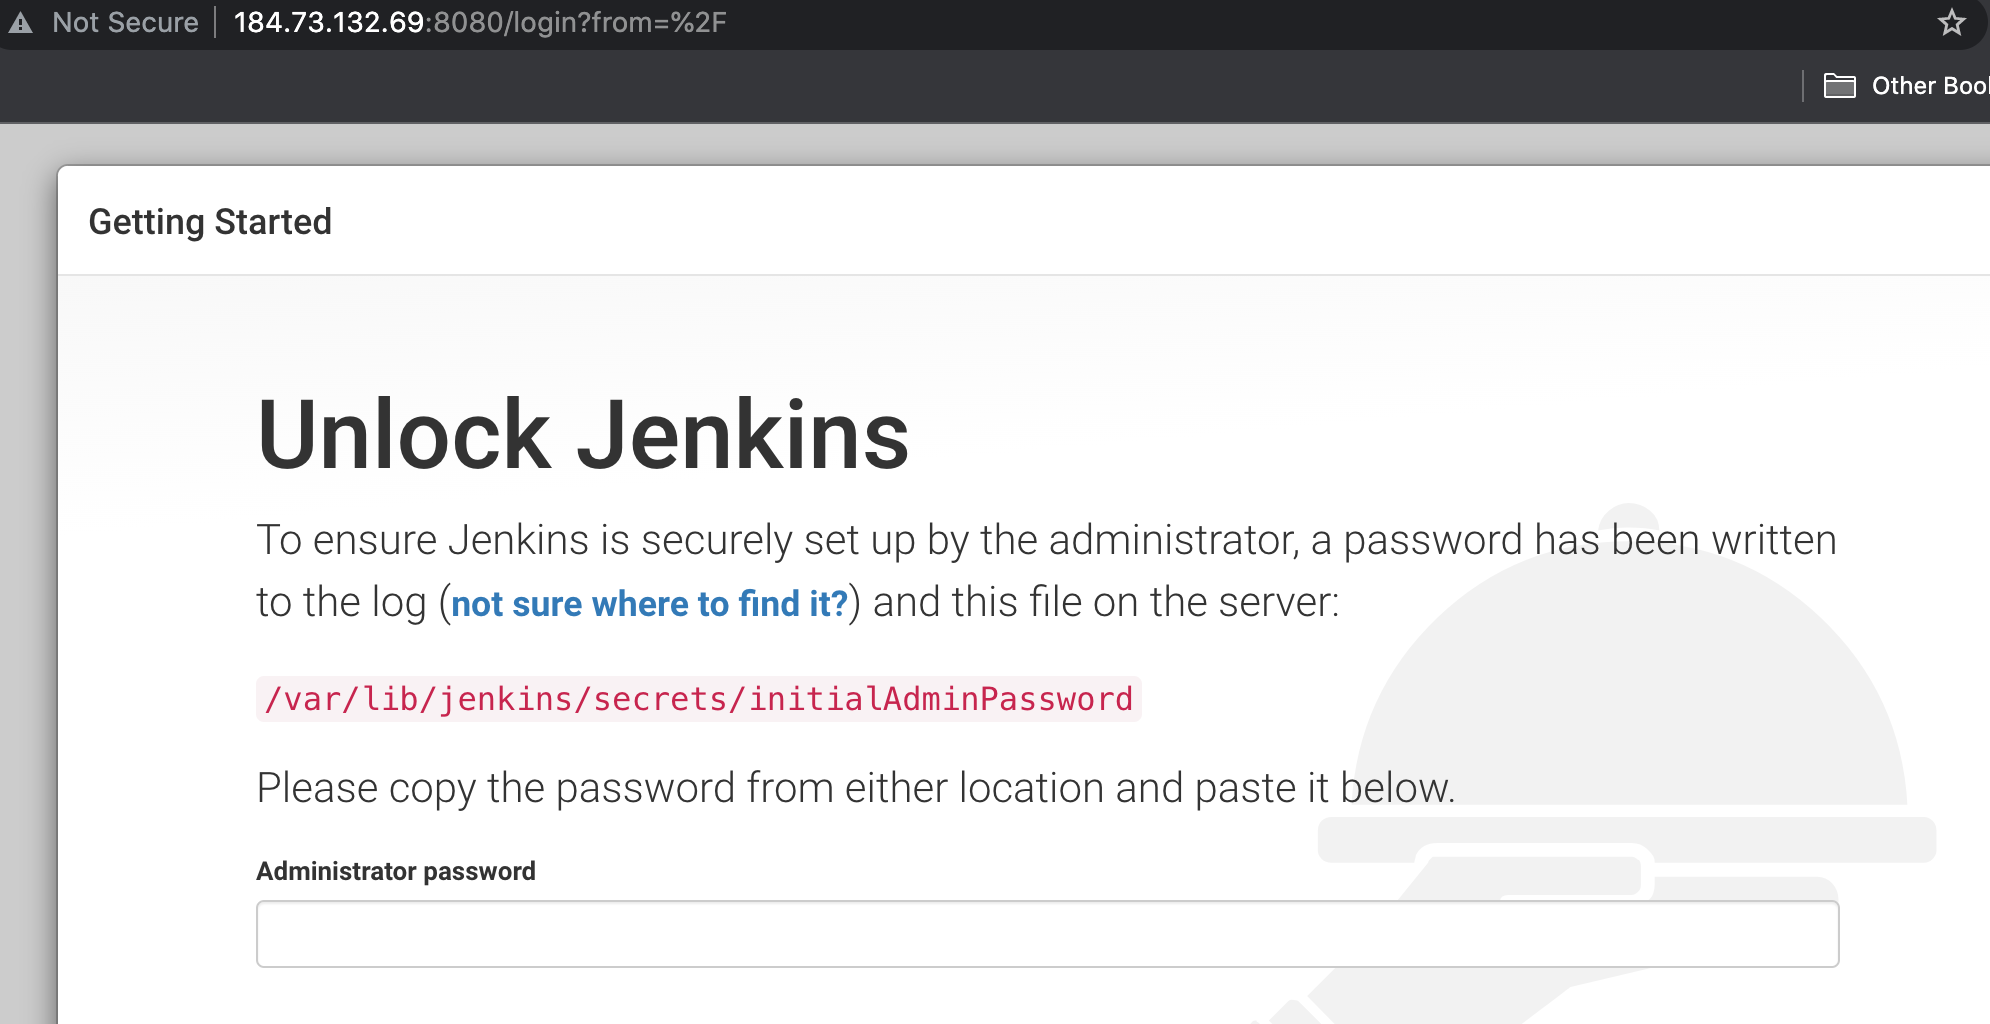 Not Secure 184.73.132.69:8080/login?from=%2F
Other Boo
Getting Started
Unlock Jenkins
To ensure Jenkins is securely set up by the administrator, a password has been written
to the log (not sure where to find it?) and this file on the server:
/var/lib/jenkins/secrets/initialAdminPassword
Please copy the password from either location and paste it below.
Administrator password